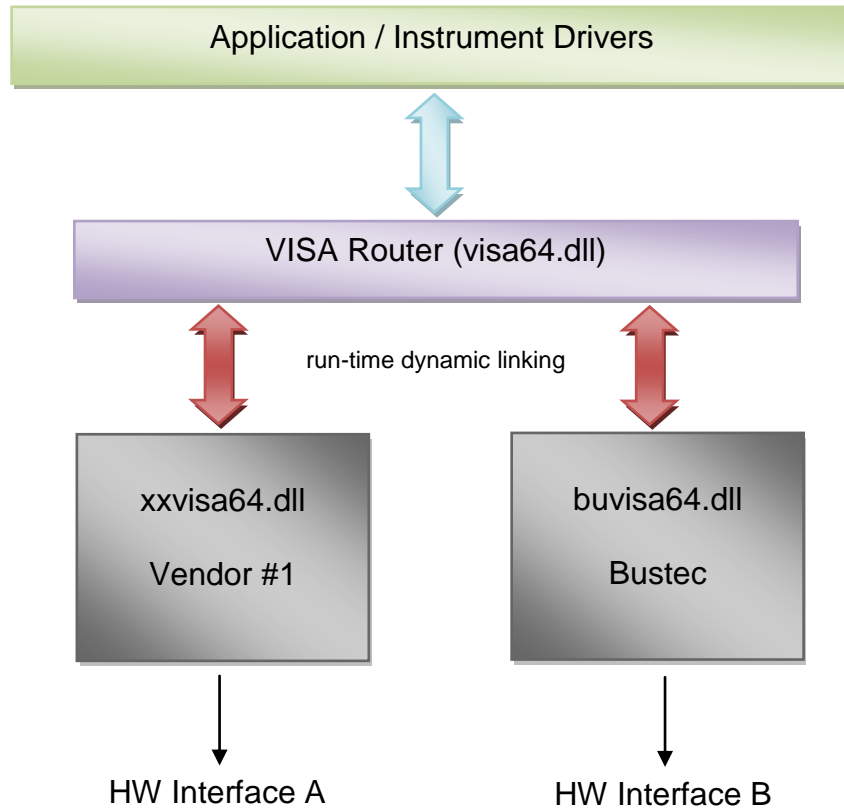 Application / Instrument Drivers
VISA Router (visa64.dll)
run-time dynamic linking
xxvisa64.dll
Vendor #1
buvisa64.dll
Bustec
HW Interface A
HW Interface B